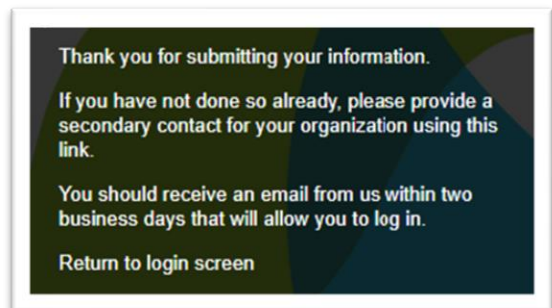 Thank you for submitting your information.
If you have not done so already, please provide a
secondary contact for your organization using this
link.
You should receive an email from us within two
business days that will allow you to log in.
Return to login screen